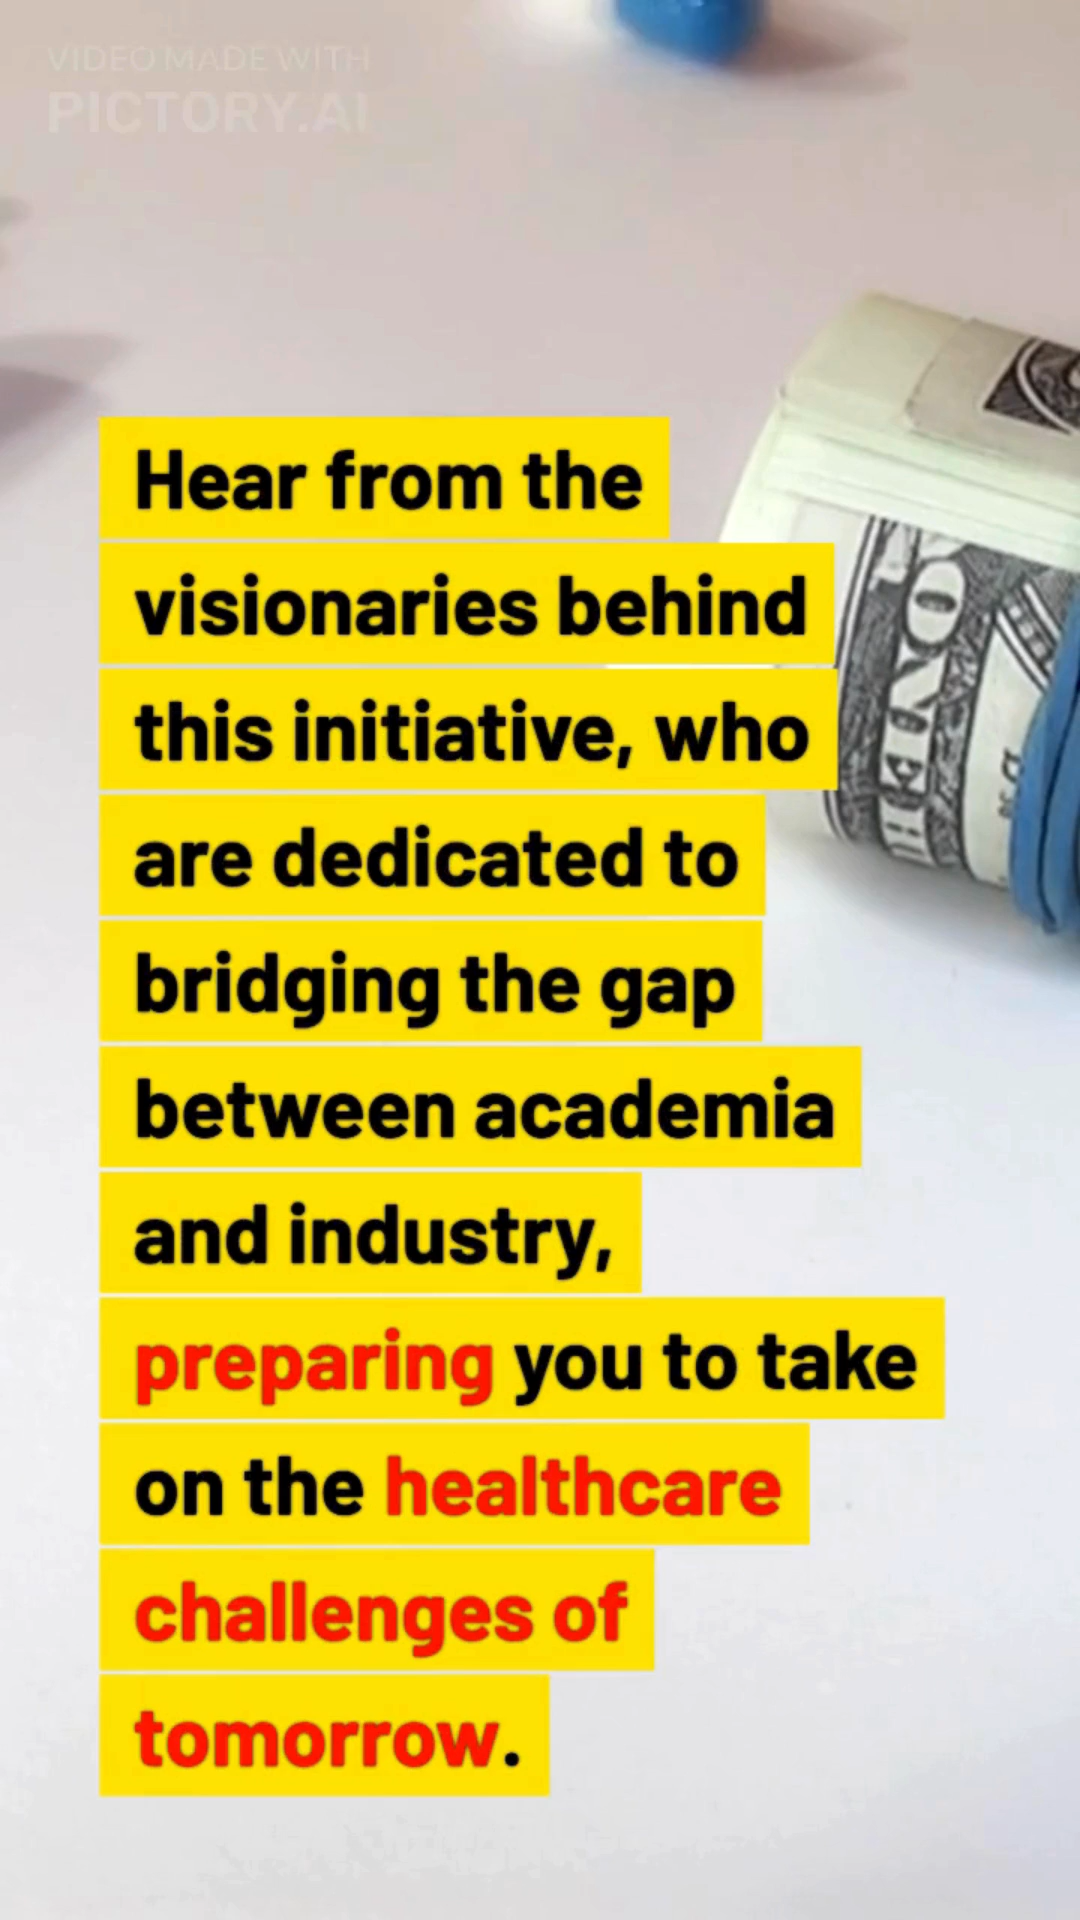 VIDEO MADE WITH
PICTORY.AI
Hear from the
visionaries behind
this initiative, who
are dedicated to
bridging the gap
between academia
and industry,
preparing you to take
on the healthcare
challenges of
tomorrow.
ONE